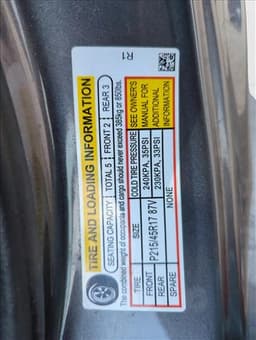 R1
TIRE AND LOADING INFORMATION
SEATING CAPACITY TOTAL 5 FRONT 2 REAR 3
The combined weight of occupants and cargo should never exceed 385kg or 850lbs.
TIRE SIZE COLD TIRE PRESSURE
FRONT P215/45R17 87V 240KPA, 35PSI
REAR 230KPA, 33PSI
SPARE NONE
SEE OWNER'S
MANUAL FOR
ADDITIONAL
INFORMATION